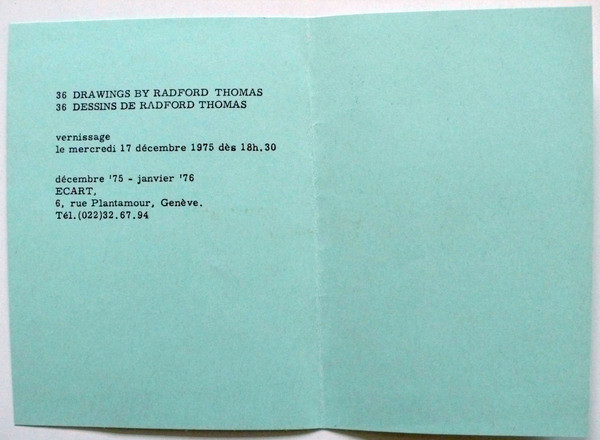 36 DRAWINGS BY RADFORD THOMAS
36 DESSINS DE RADFORD THOMAS
vernissage
le mercredi 17 décembre 1975 dès 18h.30
décembre '75 - janvier '76
ECART,
6, rue Plantamour, Genève.
Tél.(022)32.67.94